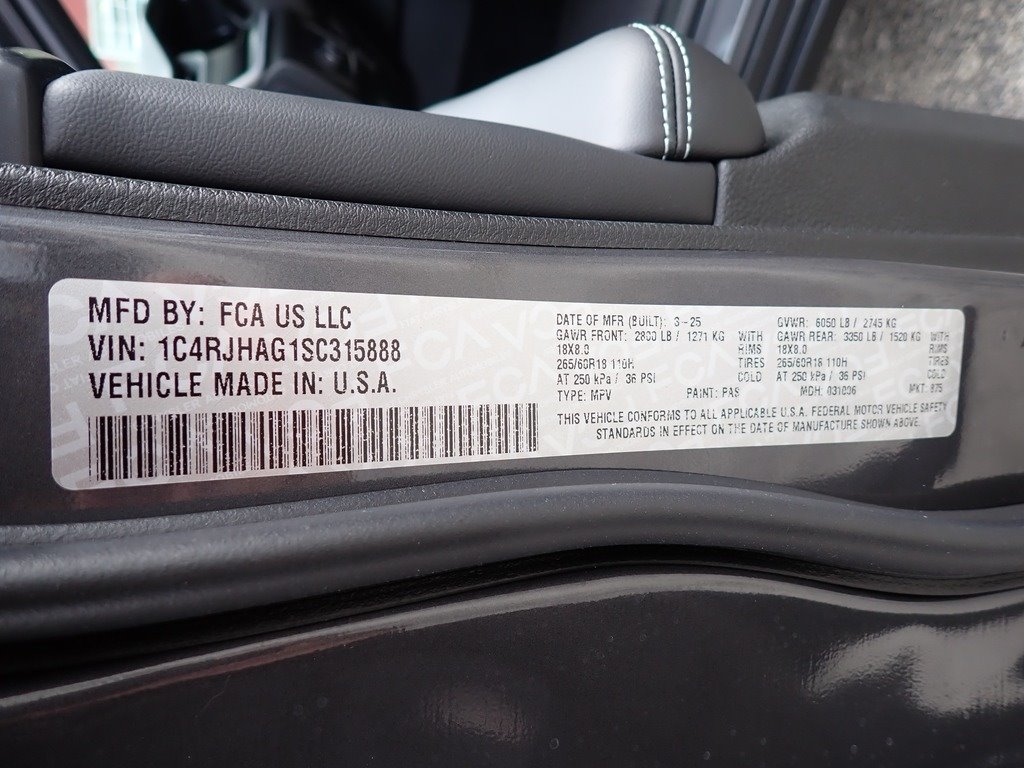 MFD BY: FCA US LLC
VIN: 1C4RJHAG1SC315888
VEHICLE MADE IN: U.S.A.
DATE OF MFR (BUILT): 3-25 GVWR: 6050 LB / 2745 KG
GAWR FRONT: 2800 LB / 1271 KG WITH GAWR REAR: 3350 LB / 1520 KG WITH
18X8.0 RIMS 18X8.0 RIMS
265/60R18 110H TIRES 265/60R18 110H TIRES
AT 250 kPa / 36 PSI COLD AT 250 kPa / 36 PSI COLD
TYPE: MPV PAINT: PAS MDH: MKT: 875
THIS VEHICLE CONFORMS TO ALL APPLICABLE U.S.A. FEDERAL MOTOR VEHICLE SAFETY
STANDARDS IN EFFECT ON THE DATE OF MANUFACTURE SHOWN ABOVE.